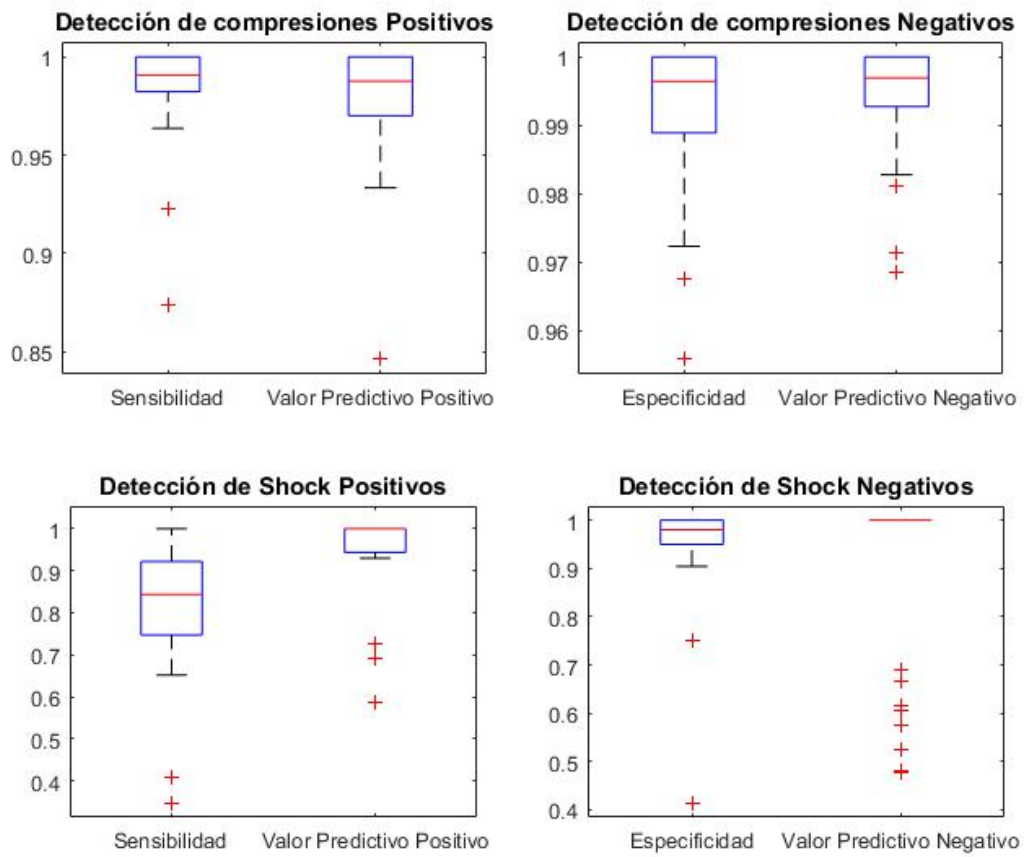 Detección de compresiones Positivos
1
0.95
0.9
0.85
Sensibilidad
Valor Predictivo Positivo
Detección de compresiones Negativos
1
0.99
0.98
0.97
0.96
Especificidad
Valor Predictivo Negativo
Detección de Shock Positivos
1
0.9
0.8
0.7
0.6
0.5
0.4
Sensibilidad
Valor Predictivo Positivo
Detección de Shock Negativos
1
0.9
0.8
0.7
0.6
0.5
0.4
Especificidad
Valor Predictivo Negativo